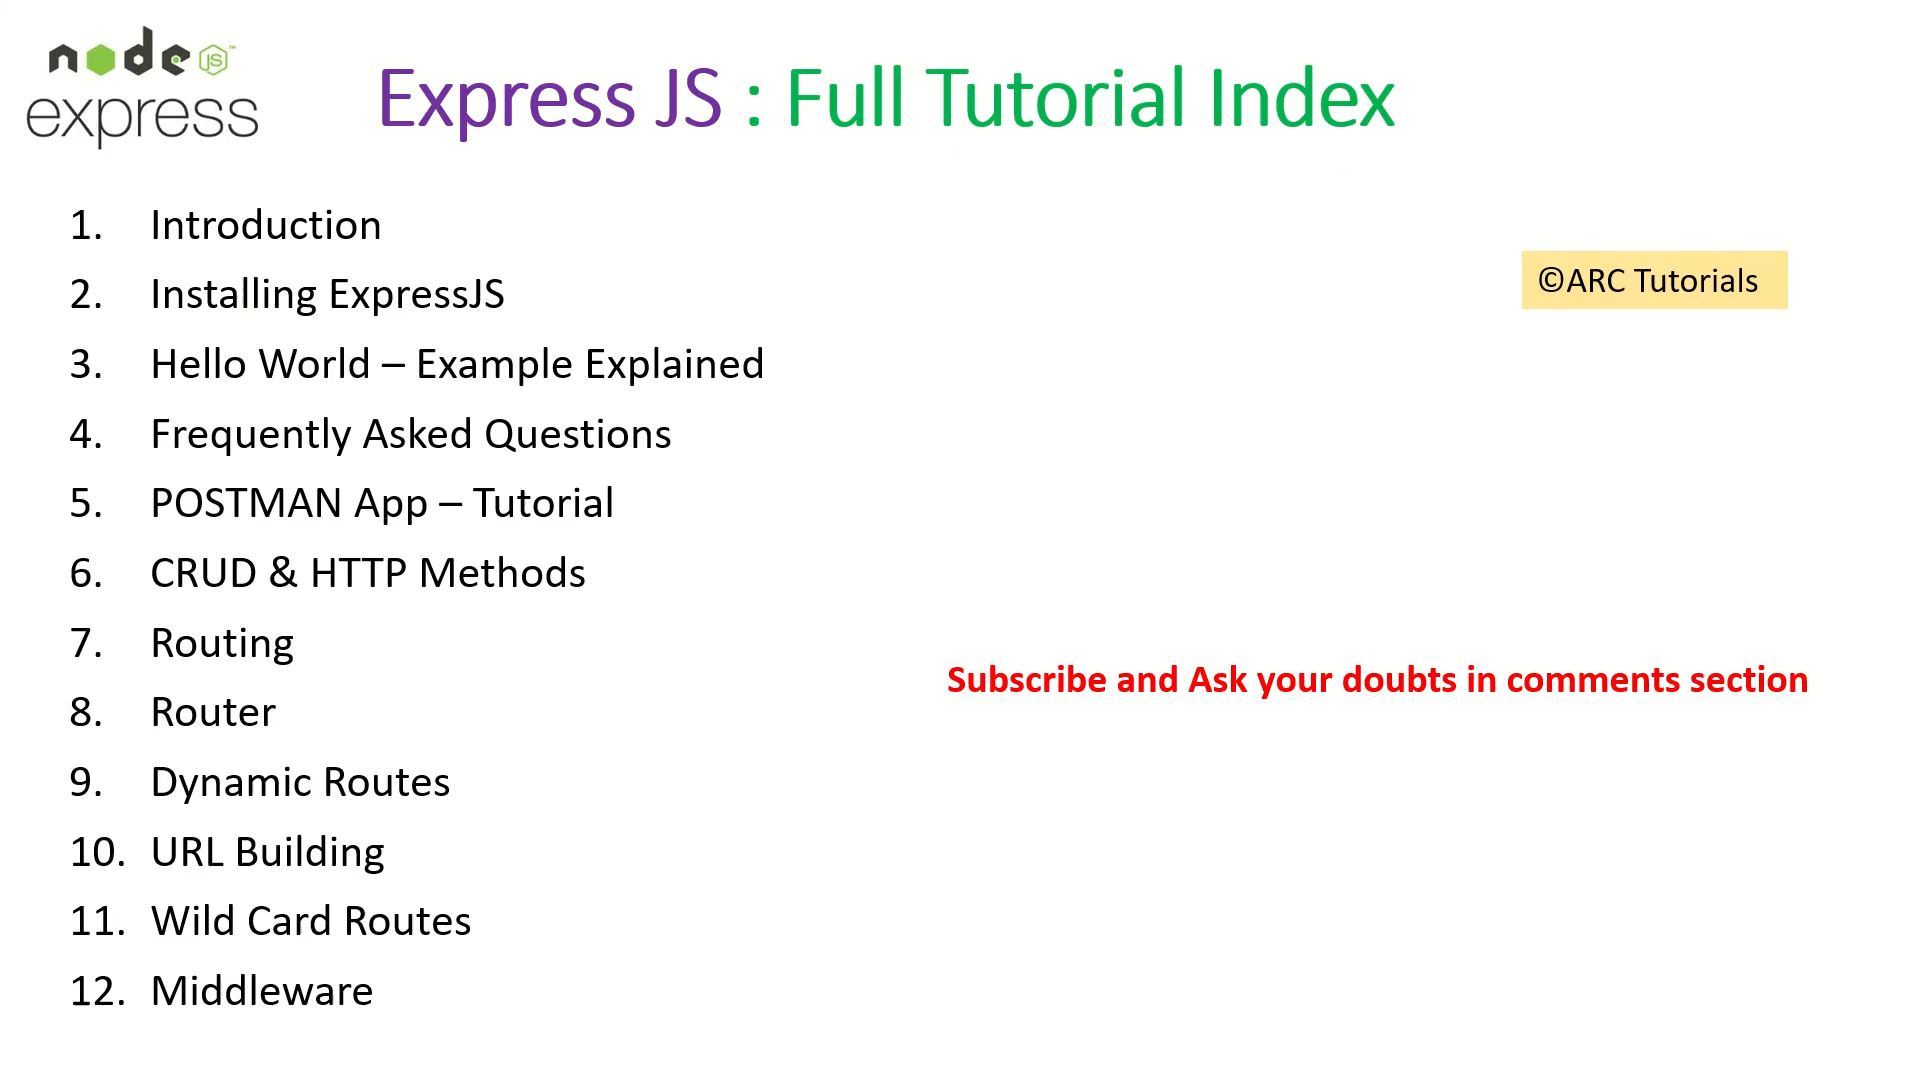 node JS™
express
Express JS : Full Tutorial Index
1. Introduction
2. Installing ExpressJS
3. Hello World – Example Explained
4. Frequently Asked Questions
5. POSTMAN App – Tutorial
6. CRUD & HTTP Methods
7. Routing
8. Router
9. Dynamic Routes
10. URL Building
11. Wild Card Routes
12. Middleware
©ARC Tutorials
Subscribe and Ask your doubts in comments section